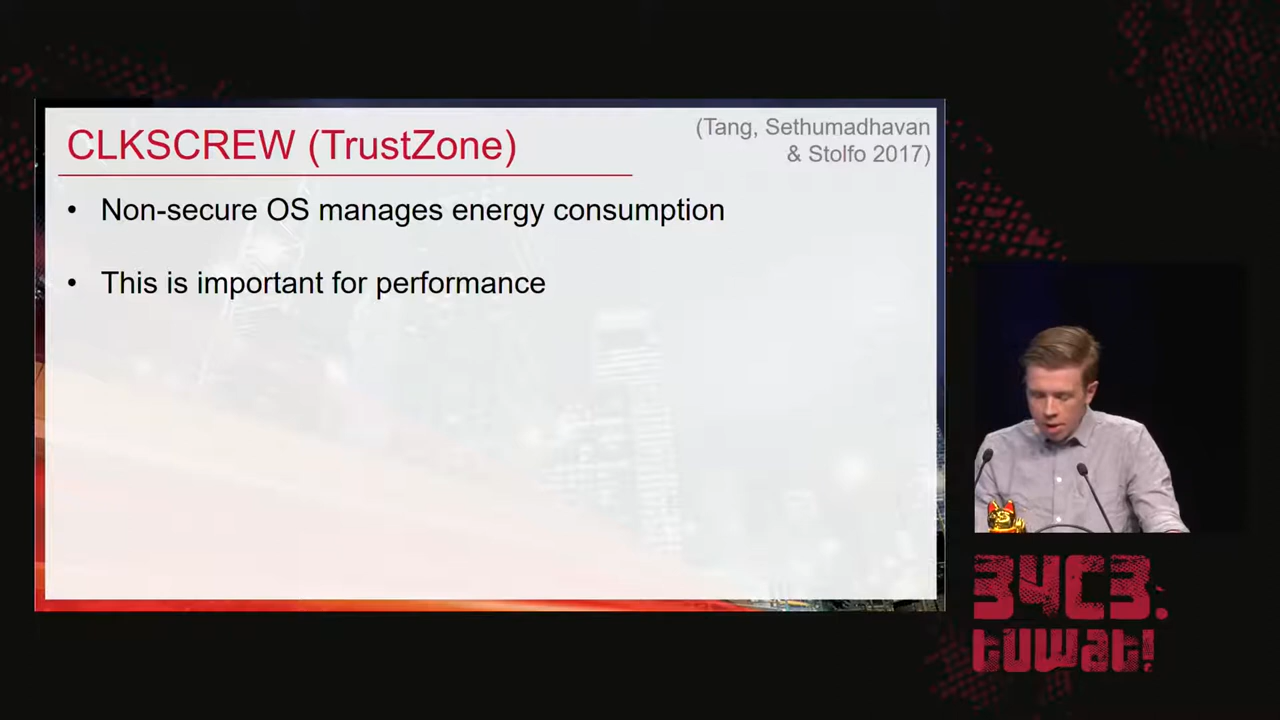 CLKSCREW (TrustZone)
(Tang, Sethumadhavan
& Stolfo 2017)
• Non-secure OS manages energy consumption
• This is important for performance
34C3:
tuwat!